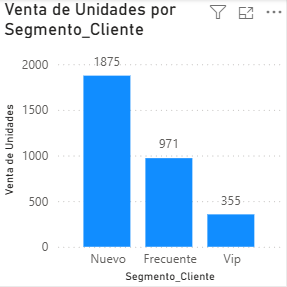 Venta de Unidades por
Segmento_Cliente
2000
1500
1000
500
0
Venta de Unidades
1875
971
355
Nuevo
Frecuente
Vip
Segmento_Cliente